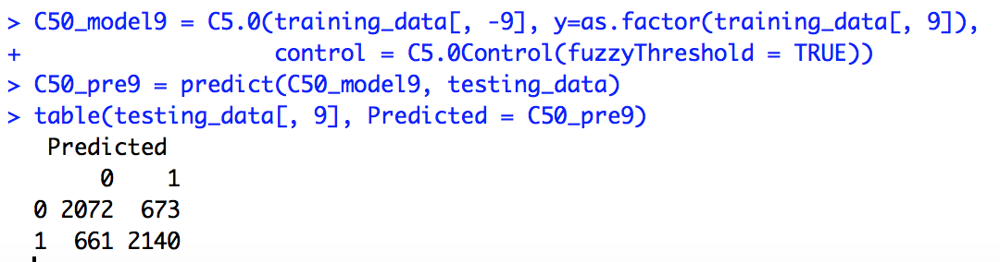 > C50_model9 = C5.0(training_data[, -9], y=as.factor(training_data[, 9]),
+                  control = C5.0Control(fuzzyThreshold = TRUE))
> C50_pre9 = predict(C50_model9, testing_data)
> table(testing_data[, 9], Predicted = C50_pre9)
   Predicted
       0    1
  0 2072  673
  1  661 2140